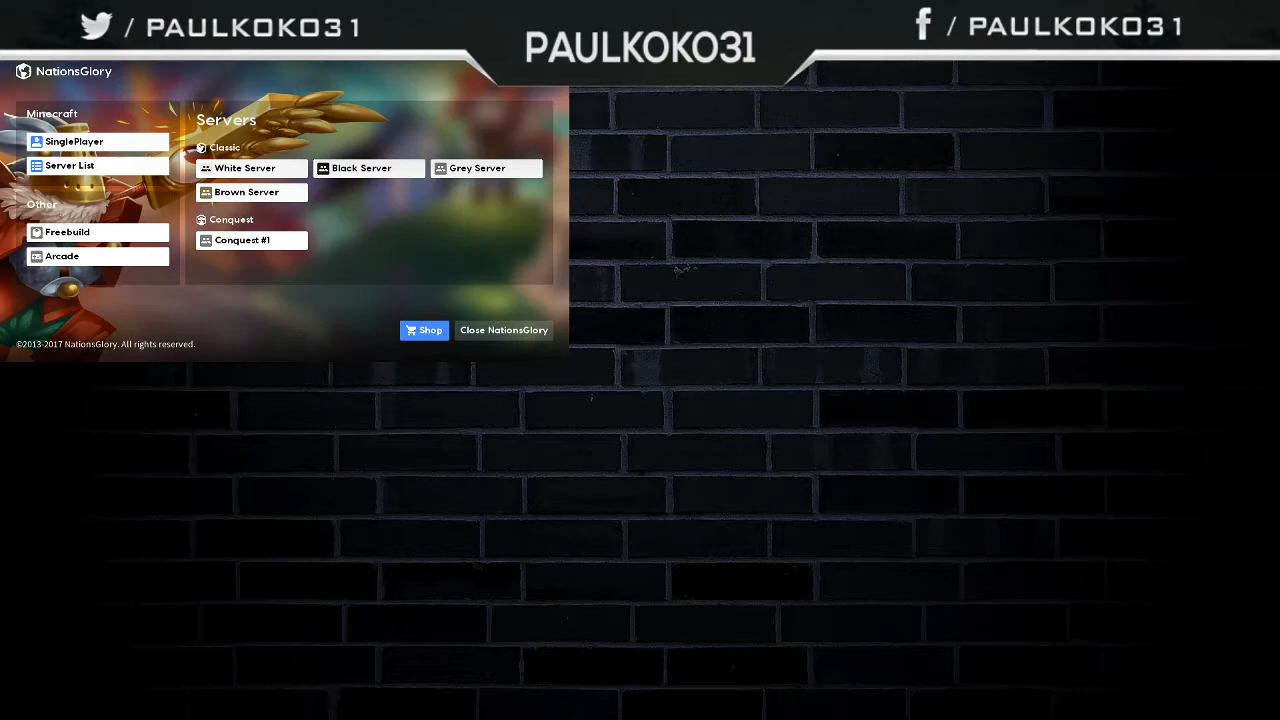 / PAULKOKO31
PAULKOKO31
/ PAULKOKO31
NationsGlory
Minecraft
SinglePlayer
Server List
Other
Freebuild
Arcade
Servers
Classic
White Server
Black Server
Grey Server
Brown Server
Conquest
Conquest #1
Shop
Close NationsGlory
©2013-2017 NationsGlory. All rights reserved.